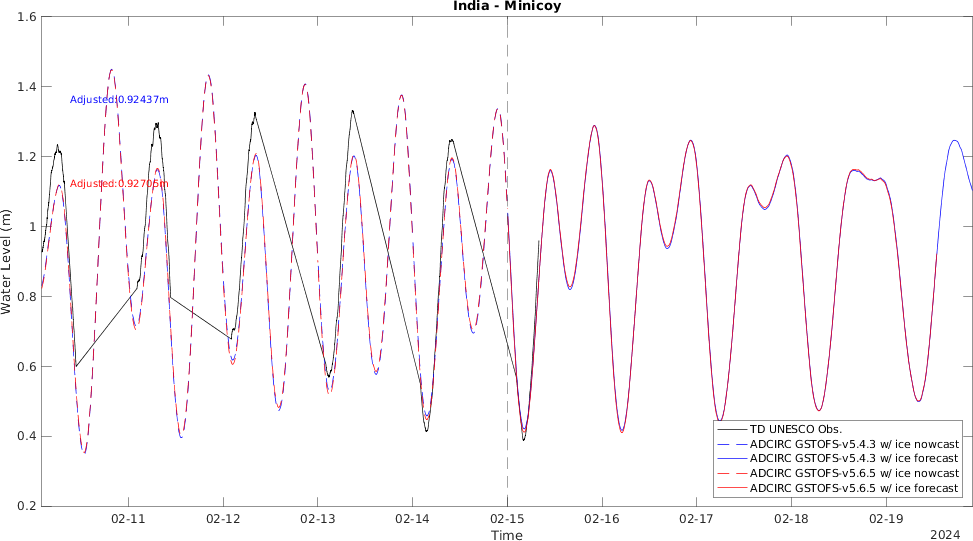 India - Minicoy
1.6
1.4
1.2
1
0.8
0.6
0.4
0.2
Water Level (m)
Adjusted:0.92437m
Adjusted:0.92705m
TD UNESCO Obs.
ADCIRC GSTOFS-v5.4.3 w/ ice nowcast
ADCIRC GSTOFS-v5.4.3 w/ ice forecast
ADCIRC GSTOFS-v5.6.5 w/ ice nowcast
ADCIRC GSTOFS-v5.6.5 w/ ice forecast
02-11 02-12 02-13 02-14 02-15 02-16 02-17 02-18 02-19
Time
2024